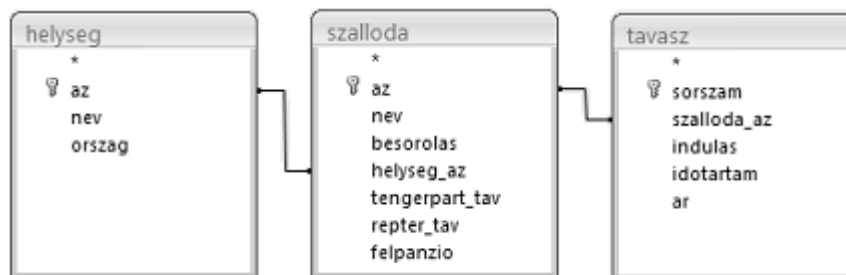 helyseg
*
az
nev
orszag
szalloda
*
az
nev
besorolas
helyseg_az
tengerpart_tav
repter_tav
felpanzio
tavasz
*
sorszam
szalloda_az
indulas
idotartam
ar